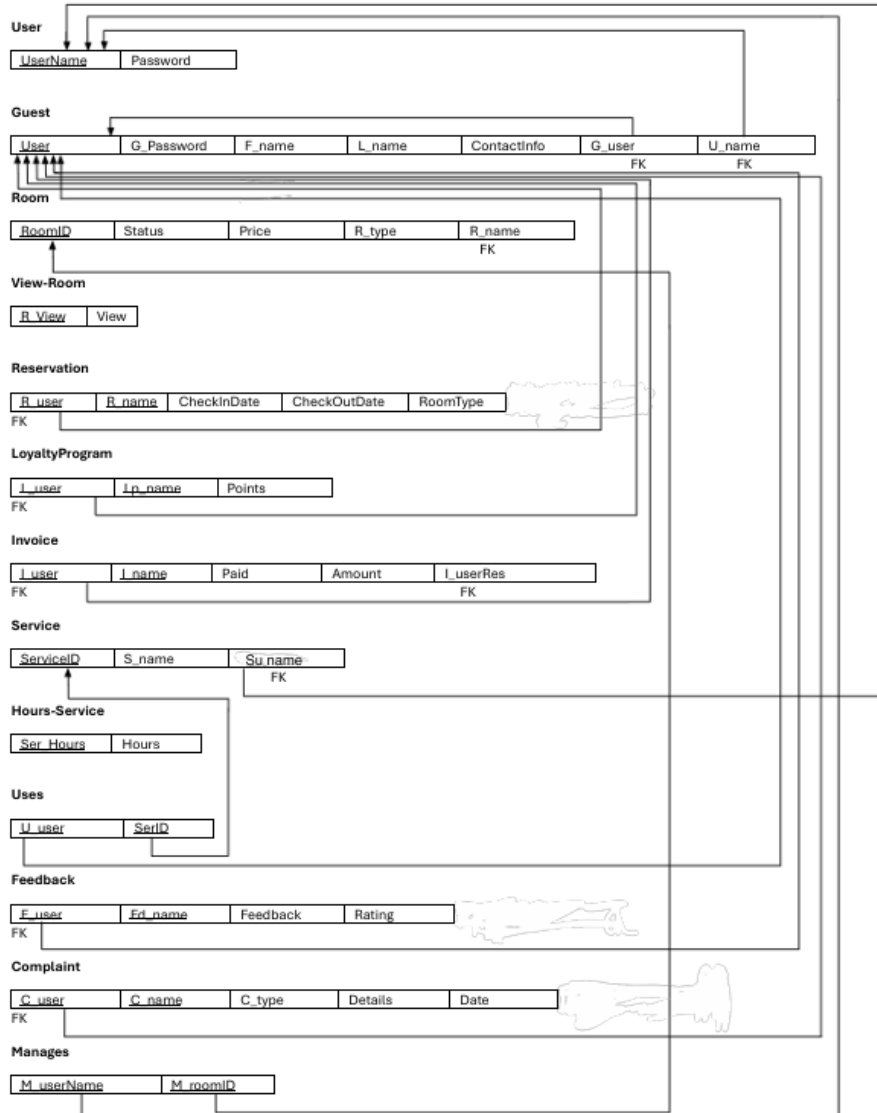 User
UserName Password
Guest
User G_Password F_name L_name ContactInfo G_user U_name
FK FK
Room
RoomID Status Price R_type R_name
FK
View-Room
R_View View
Reservation
R_user R_name CheckInDate CheckOutDate RoomType
FK
LoyaltyProgram
L_user Lp_name Points
FK
Invoice
I_user I_name Paid Amount I_userRes
FK FK
Service
ServiceID S_name Su_name
FK
Hours-Service
Ser_Hours Hours
Uses
U_user SerID
Feedback
F_user Fd_name Feedback Rating
FK
Complaint
C_user C_name C_type Details Date
FK
Manages
M_userName M_roomID